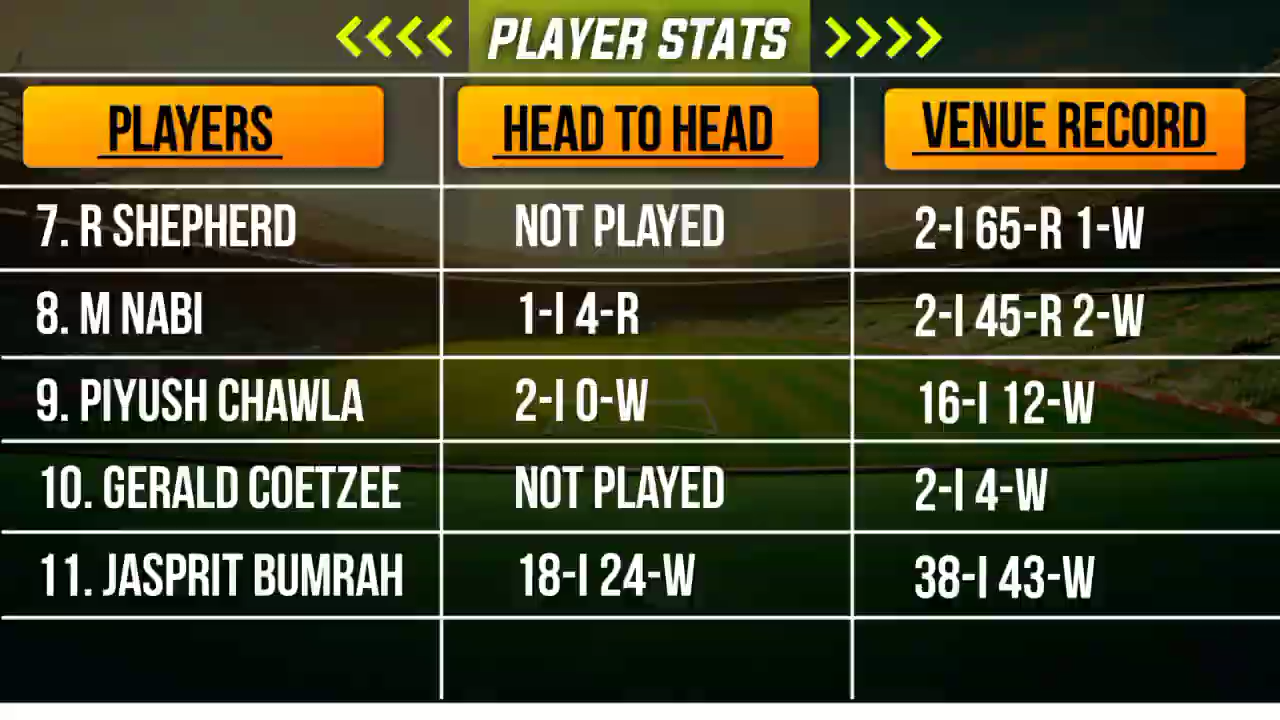 <<<< PLAYER STATS >>>>
PLAYERS HEAD TO HEAD VENUE RECORD
7. R SHEPHERD NOT PLAYED 2-I 65-R 1-W
8. M NABI 1-I 4-R 2-I 45-R 2-W
9. PIYUSH CHAWLA 2-I 0-W 16-I 12-W
10. GERALD COETZEE NOT PLAYED 2-I 4-W
11. JASPRIT BUMRAH 18-I 24-W 38-I 43-W